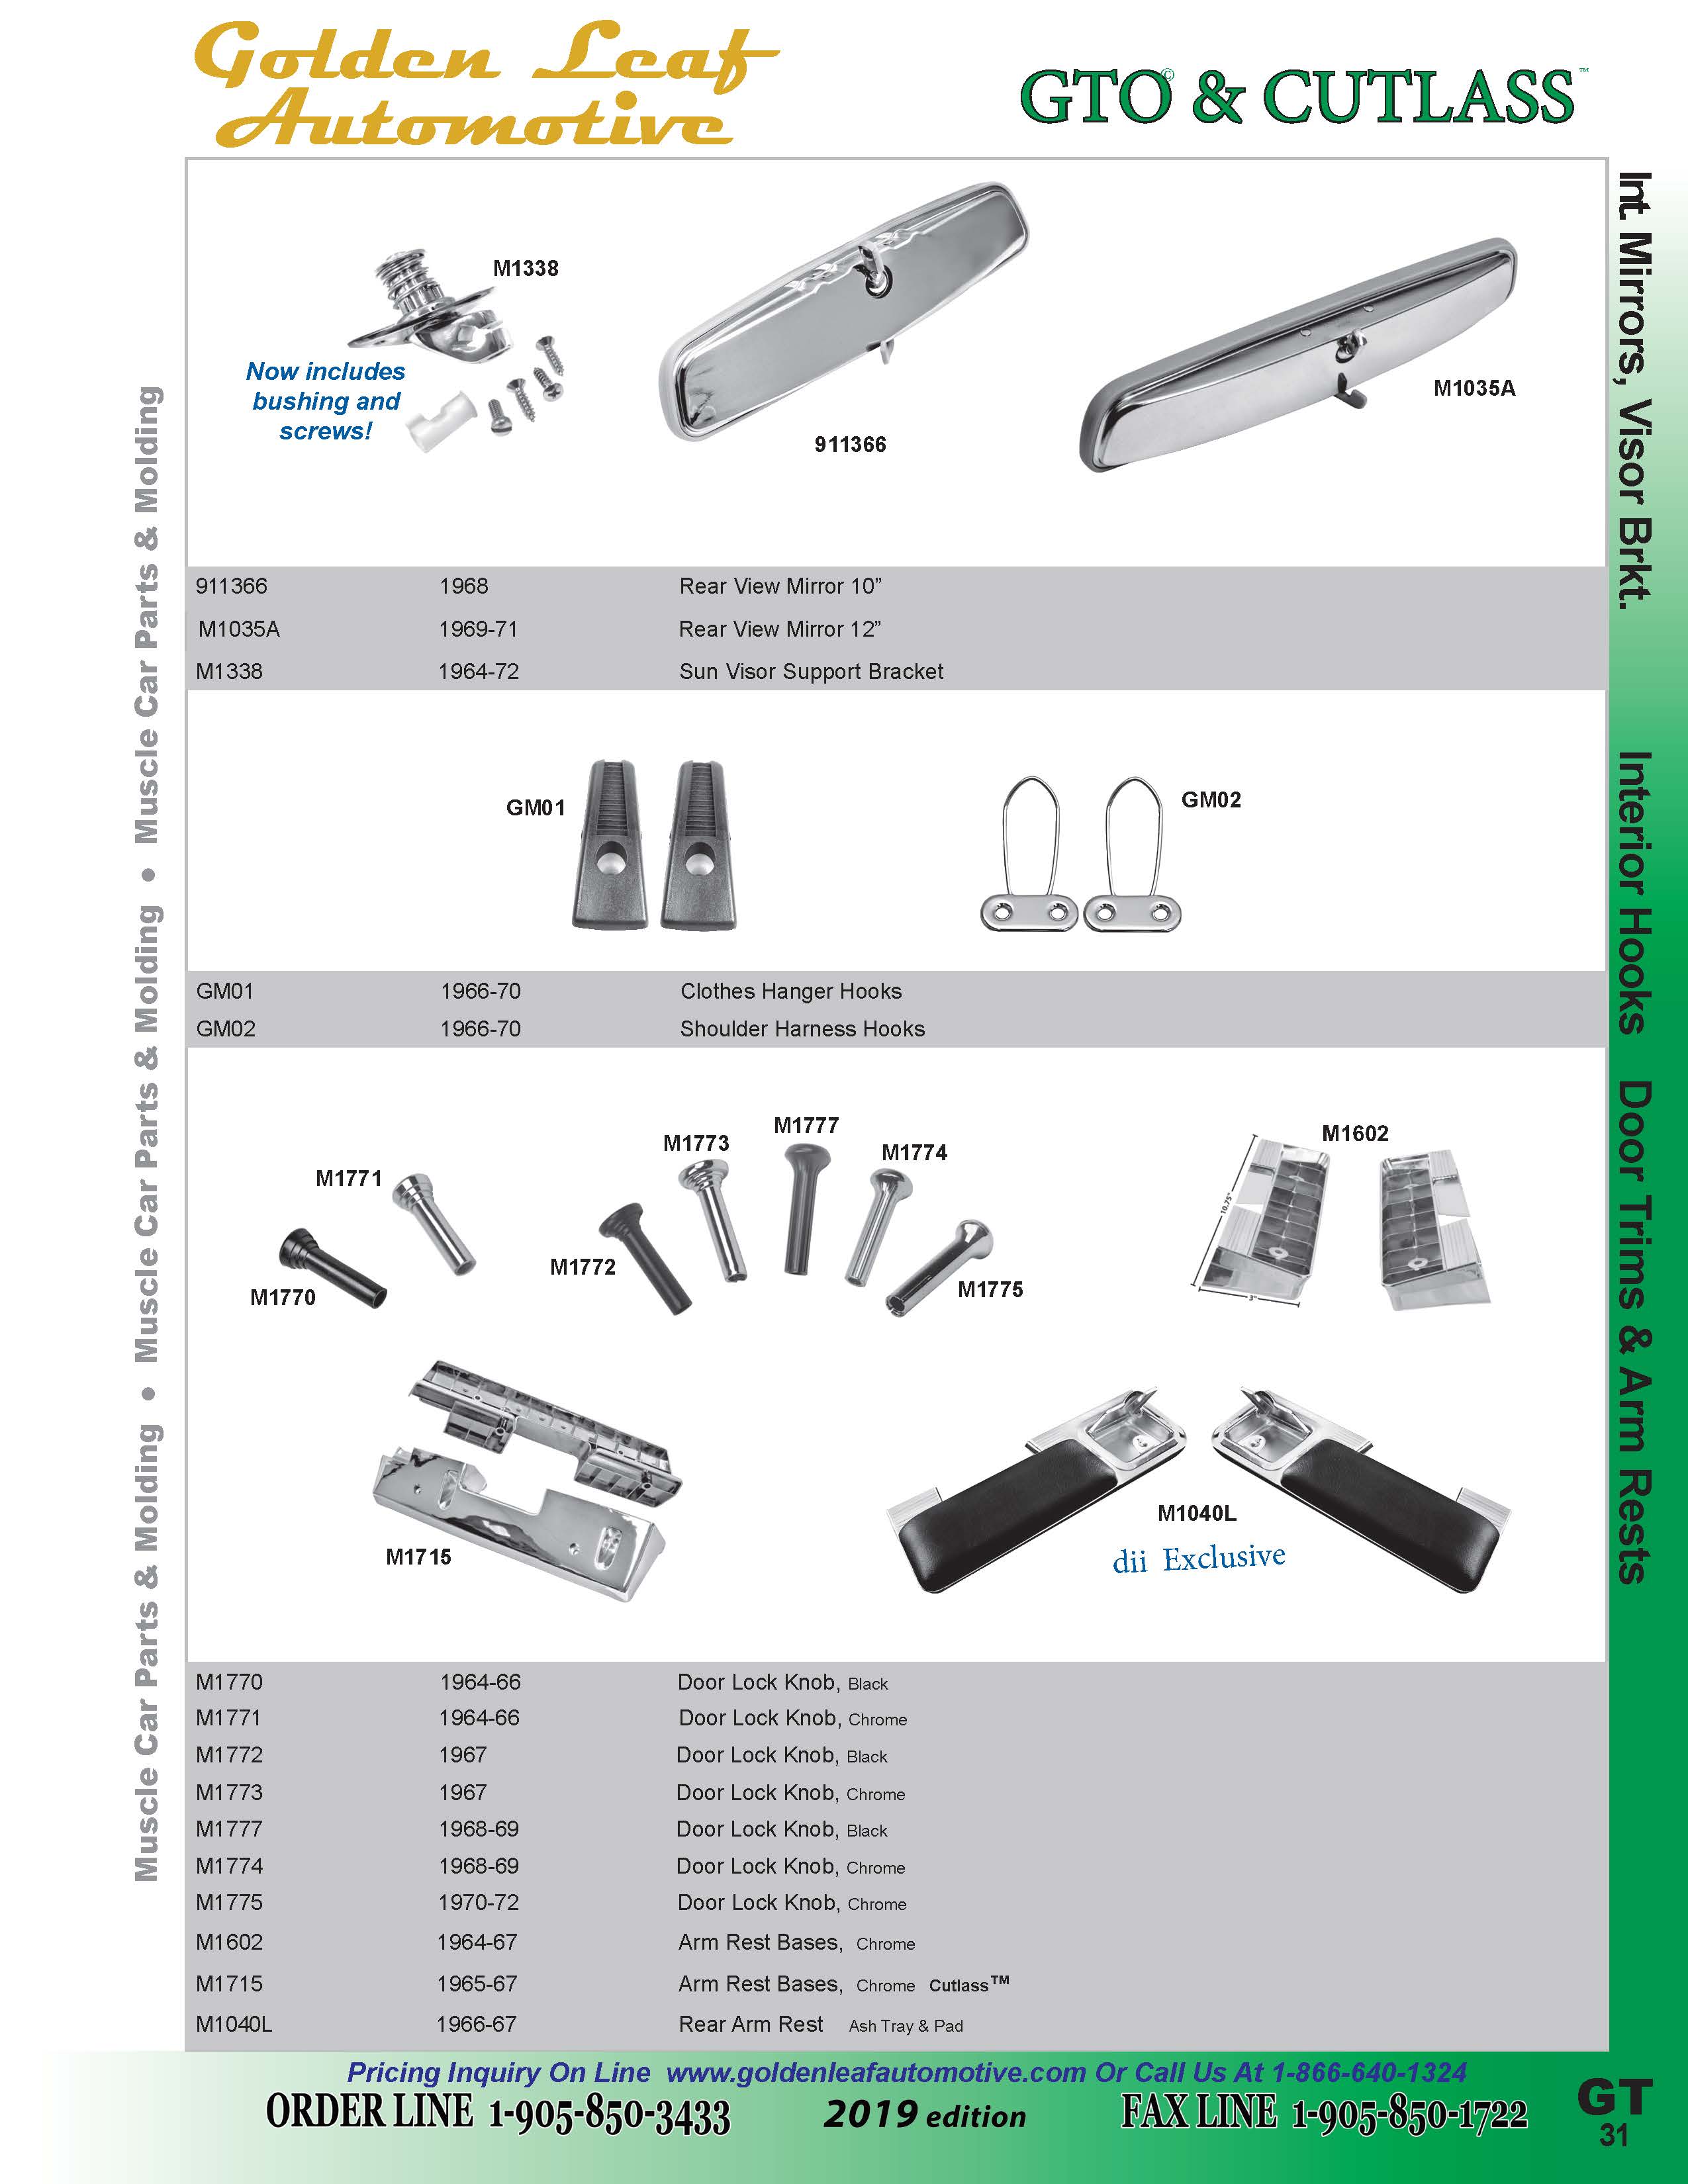 Golden Leaf
Automotive
GTO© & CUTLASS™
Int. Mirrors, Visor Brkt.
Interior Hooks
Door Trims & Arm Rests
Muscle Car Parts & Molding • Muscle Car Parts & Molding • Muscle Car Parts & Molding
M1338
Now includes
bushing and
screws!
911366
M1035A
911366 1968 Rear View Mirror 10”
M1035A 1969-71 Rear View Mirror 12”
M1338 1964-72 Sun Visor Support Bracket
GM01
GM02
GM01 1966-70 Clothes Hanger Hooks
GM02 1966-70 Shoulder Harness Hooks
M1770
M1771
M1772
M1773
M1777
M1774
M1775
M1602
10.75"
3"
M1715
M1040L
dii Exclusive
M1770 1964-66 Door Lock Knob, Black
M1771 1964-66 Door Lock Knob, Chrome
M1772 1967 Door Lock Knob, Black
M1773 1967 Door Lock Knob, Chrome
M1777 1968-69 Door Lock Knob, Black
M1774 1968-69 Door Lock Knob, Chrome
M1775 1970-72 Door Lock Knob, Chrome
M1602 1964-67 Arm Rest Bases, Chrome
M1715 1965-67 Arm Rest Bases, Chrome Cutlass™
M1040L 1966-67 Rear Arm Rest Ash Tray & Pad
Pricing Inquiry On Line www.goldenleafautomotive.com Or Call Us At 1-866-640-1324
ORDER LINE 1-905-850-3433 2019 edition FAX LINE 1-905-850-1722
GT
31